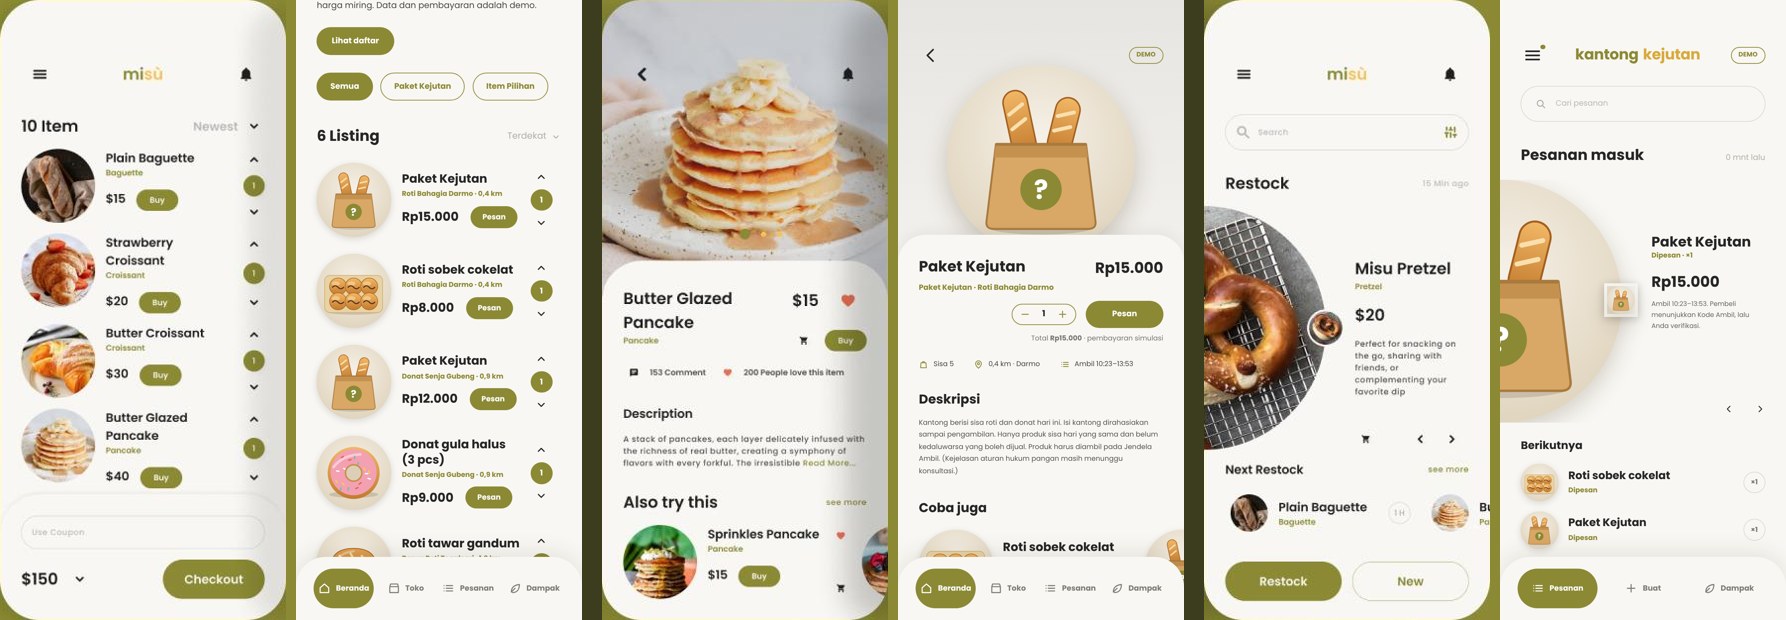 misù
10 Item
Newest
Plain Baguette
Baguette
$15
Buy
1
Strawberry
Croissant
Croissant
$20
Buy
1
Butter Croissant
Croissant
$30
Buy
1
Butter Glazed
Pancake
Pancake
$40
Buy
1
Use Coupon
$150
Checkout
harga miring. Data dan pembayaran adalah demo.
Lihat daftar
Semua
Paket Kejutan
Item Pilihan
6 Listing
Terdekat
Paket Kejutan
Roti Bahagia Darmo · 0,4 km
Rp15.000
Pesan
1
?
Roti sobek cokelat
Roti Bahagia Darmo · 0,4 km
Rp8.000
Pesan
1
Paket Kejutan
Donat Senja Gubeng · 0,9 km
Rp12.000
Pesan
1
?
Donat gula halus
(3 pcs)
Donat Senja Gubeng · 0,9 km
Rp9.000
Pesan
1
Roti tawar gandum
Beranda
Toko
Pesanan
Dampak
Butter Glazed
Pancake
Pancake
$15
Buy
153 Comment
200 People love this item
Description
A stack of pancakes, each layer delicately infused with
the richness of real butter, creating a symphony of
flavors with every forkful. The irresistible Read More...
Also try this
see more
Sprinkles Pancake
Pancake
$15
Buy
DEMO
?
Paket Kejutan
Rp15.000
Paket Kejutan · Roti Bahagia Darmo
− 1 +
Pesan
Total Rp15.000 · pembayaran simulasi
Sisa 5
0,4 km · Darmo
Ambil 10:23–13:53
Deskripsi
Kantong berisi sisa roti dan donat hari ini. Isi kantong dirahasiakan
sampai pengambilan. Hanya produk sisa hari yang sama dan belum
kedaluwarsa yang boleh dijual. Produk harus diambil pada Jendela
Ambil. (Kejelasan aturan hukum pangan masih menunggu
konsultasi.)
Coba juga
Roti sobek cokelat
Beranda
Toko
Pesanan
Dampak
misù
Search
Restock
15 Min ago
Misu Pretzel
Pretzel
$20
Perfect for snacking on
the go, sharing with
friends, or
complementing your
favorite dip
Next Restock
see more
Plain Baguette
Baguette
1 H
Bu
Pa
Restock
New
kantong kejutan
DEMO
Cari pesanan
Pesanan masuk
0 mnt lalu
?
Paket Kejutan
Dipesan · ×1
Rp15.000
Ambil 10:23–13:53. Pembeli
menunjukkan Kode Ambil, lalu
Anda verifikasi.
Berikutnya
Roti sobek cokelat
Dipesan
×1
Paket Kejutan
Dipesan
×1
Pesanan
Buat
Dampak